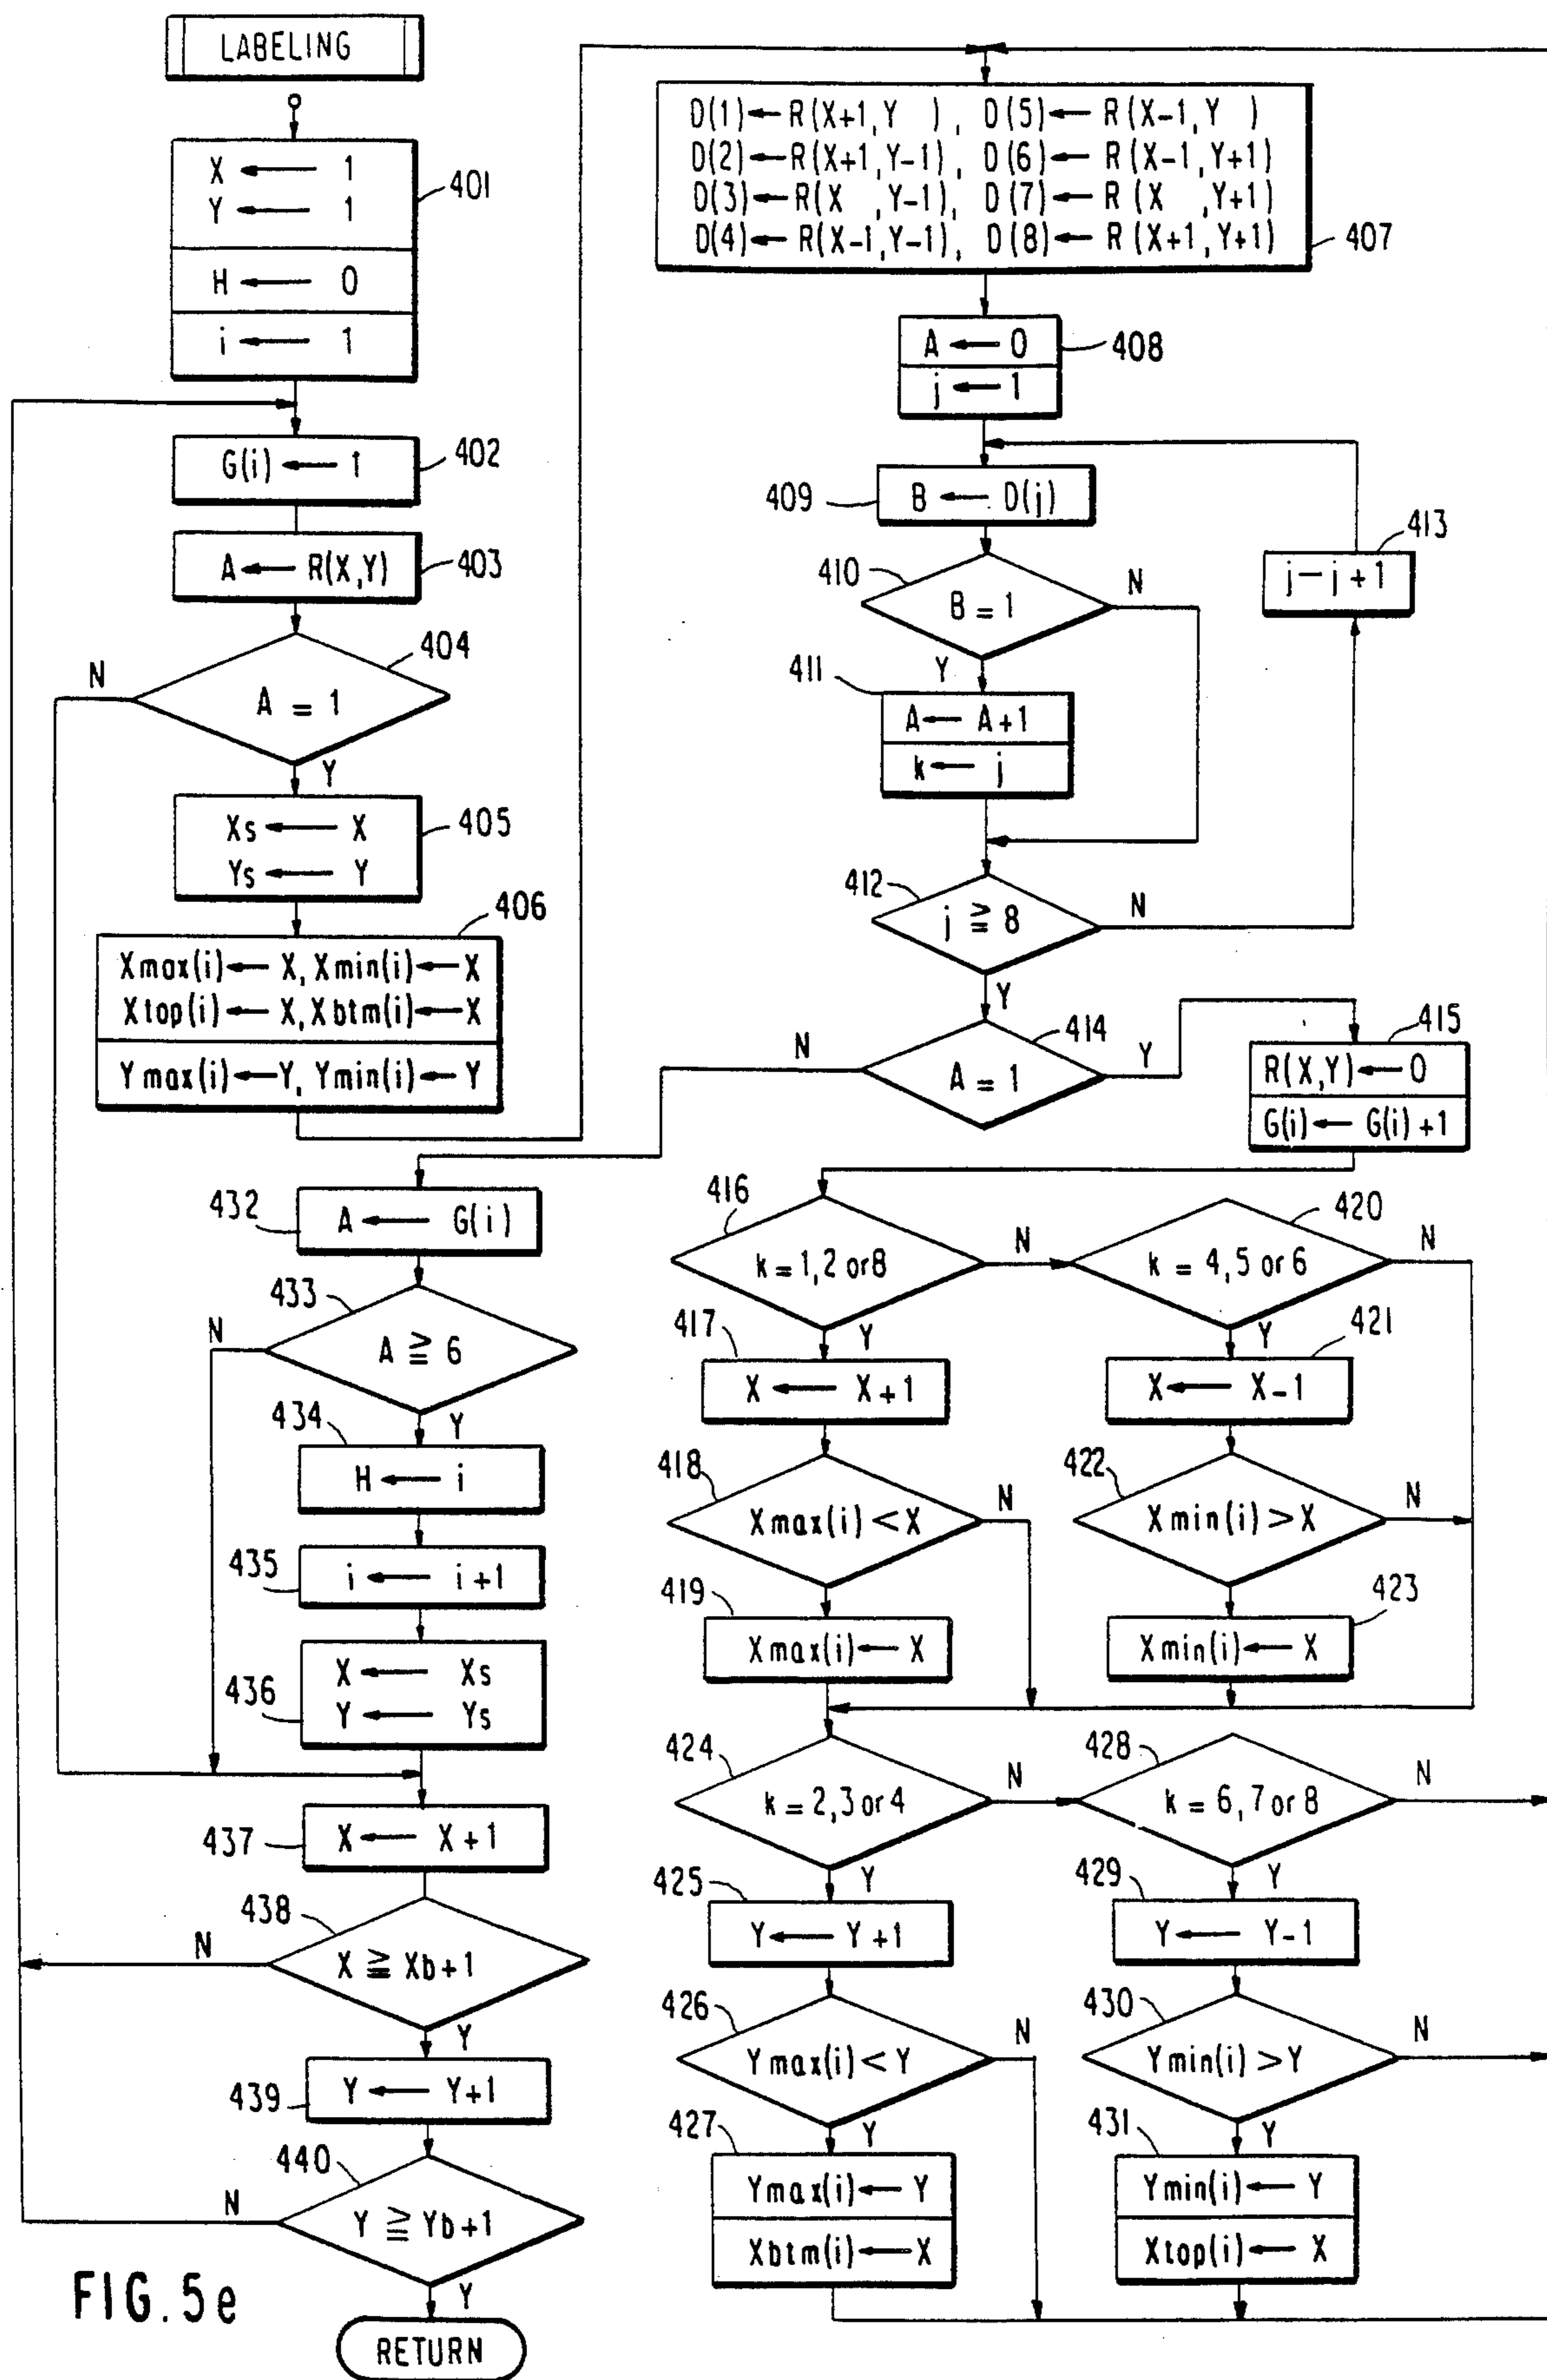 LABELING
X ← 1
Y ← 1
H ← 0
i ← 1
401
G(i) ← 1
402
A ← R(X,Y)
403
404
A = 1
N
Y
Xs ← X
Ys ← Y
405
406
Xmax(i) ← X, Xmin(i) ← X
Xtop(i) ← X, Xbtm(i) ← X
Ymax(i) ← Y, Ymin(i) ← Y
D(1) ← R(X+1,Y ), D(5) ← R(X-1,Y )
D(2) ← R(X+1,Y-1), D(6) ← R(X-1,Y+1)
D(3) ← R(X ,Y-1), D(7) ← R(X ,Y+1)
D(4) ← R(X-1,Y-1), D(8) ← R(X+1,Y+1)
407
A ← 0
j ← 1
408
409
B ← D(j)
410
B = 1
N
Y
413
j — j + 1
411
A ← A+1
k ← j
412
j ≧ 8
N
Y
414
A = 1
N
Y
415
R(X,Y) ← 0
G(i) ← G(i)+1
432
A ← G(i)
433
A ≧ 6
N
Y
434
H ← i
435
i ← i+1
436
X ← Xs
Y ← Ys
437
X ← X+1
438
X ≧ Xb+1
N
Y
439
Y ← Y+1
440
Y ≧ Yb+1
N
Y
RETURN
416
k = 1,2 or 8
N
Y
420
k = 4,5 or 6
N
Y
417
X ← X+1
421
X ← X-1
418
Xmax(i) < X
N
422
Xmin(i) > X
N
419
Xmax(i) ← X
423
Xmin(i) ← X
424
k = 2,3 or 4
N
Y
428
k = 6,7 or 8
N
Y
425
Y ← Y+1
429
Y ← Y-1
426
Ymax(i) < Y
N
Y
430
Ymin(i) > Y
N
Y
427
Ymax(i) ← Y
Xbtm(i) ← X
431
Ymin(i) ← Y
Xtop(i) ← X
FIG.5e